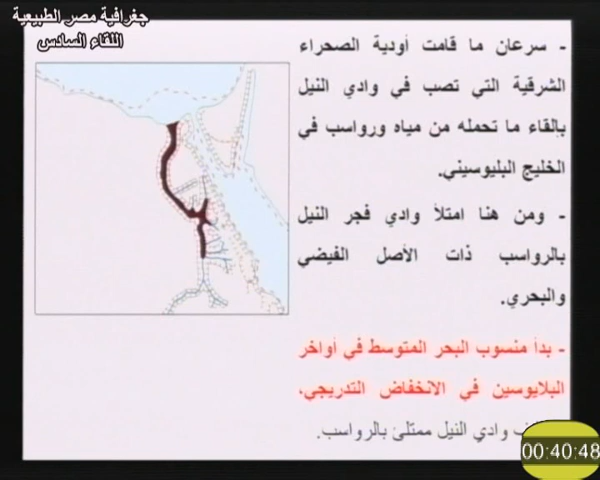 جغرافية مصر الطبيعية
اللقاء السادس
- سرعان ما قامت أودية الصحراء
الشرقية التي تصب في وادي النيل
بإلقاء ما تحمله من مياه ورواسب في
الخليج البليوسيني.
- ومن هنا امتلأ وادي فجر النيل
بالرواسب ذات الأصل الفيضي
والبحري.
- بدأ منسوب البحر المتوسط في أواخر
البلايوسين في الانخفاض التدريجي،
وادي النيل ممتلئ بالرواسب.
00:40:48